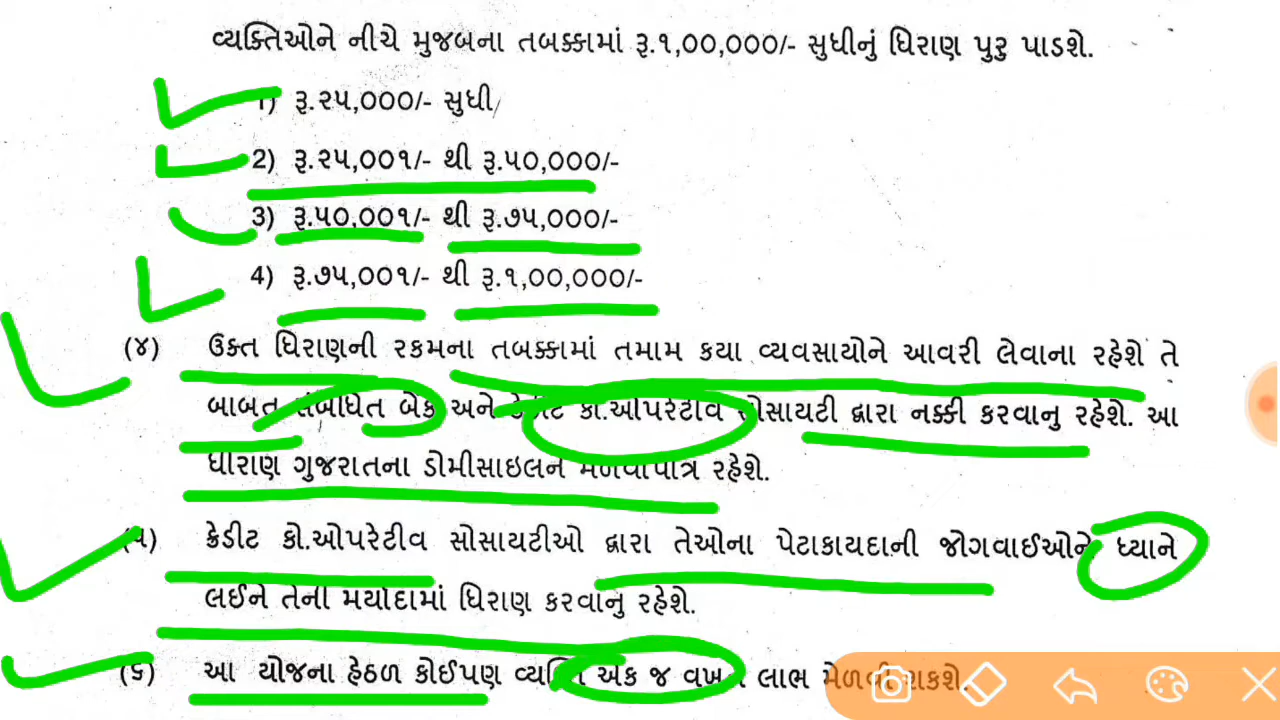 વ્યક્તિઓને નીચે મુજબના તબક્કામાં રૂ.૧,૦૦,૦૦૦/- સુધીનું ધિરાણ પુરુ પાડશે.
1) રૂ.૨૫,૦૦૦/- સુધી
2) રૂ.૨૫,૦૦૧/- થી રૂ.૫૦,૦૦૦/-
3) રૂ.૫૦,૦૦૧/- થી રૂ.૭૫,૦૦૦/-
4) રૂ.૭૫,૦૦૧/- થી રૂ.૧,૦૦,૦૦૦/-
(૪) ઉક્ત ધિરાણની રકમના તબક્કામાં તમામ કયા વ્યવસાયોને આવરી લેવાના રહેશે તે
બાબત સંબંધિત બેંક અને ક્રેડીટ કો.ઓપરેટીવ સોસાયટી દ્વારા નક્કી કરવાનુ રહેશે. આ
ધીરાણ ગુજરાતના ડોમીસાઇલને મળવાપાત્ર રહેશે.
(૫) ક્રેડીટ કો.ઓપરેટીવ સોસાયટીઓ દ્વારા તેઓના પેટાકાયદાની જોગવાઈઓને ધ્યાને
લઈને તેની મર્યાદામાં ધિરાણ કરવાનું રહેશે.
(૬) આ યોજના હેઠળ કોઈપણ વ્યક્તિ એક જ વખત લાભ મેળવી શકશે.